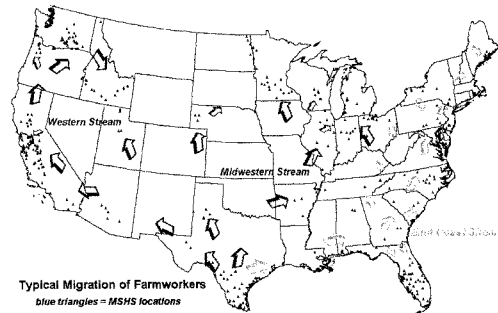 Western Stream
Midwestern Stream
Typical Migration of Farmworkers
blue triangles = MSHS locations